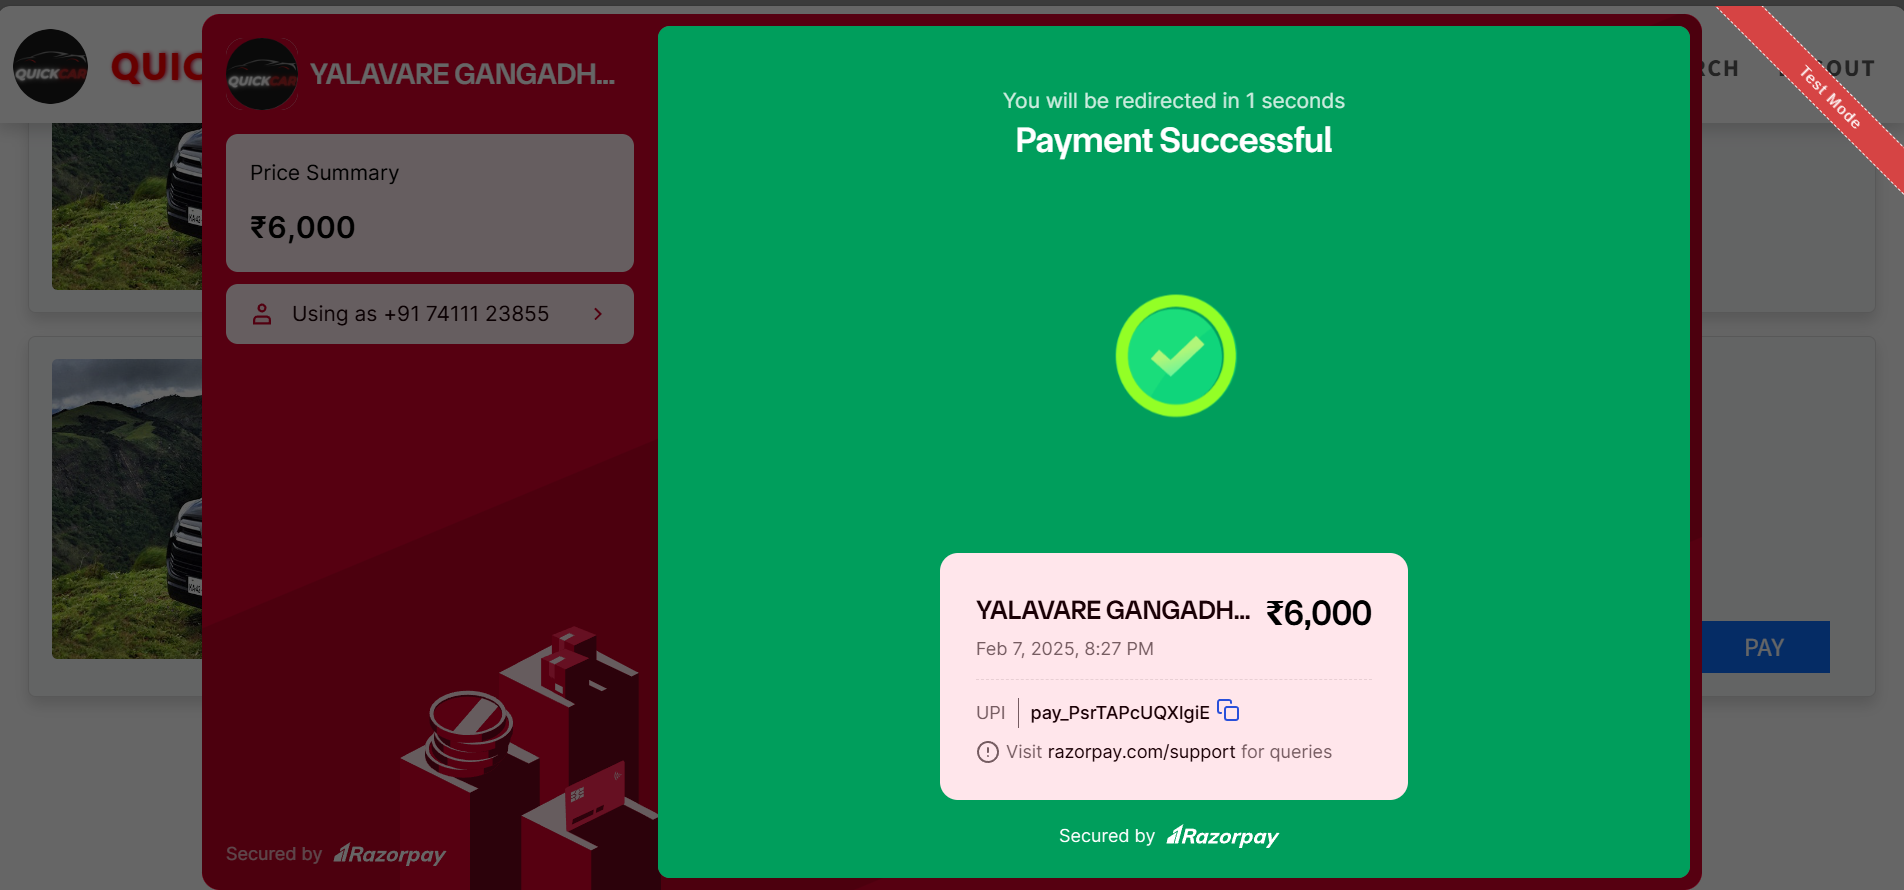 QUICKCAR
QUIC
QUICKCAR
YALAVARE GANGADH...
Price Summary
₹6,000
Using as +91 74111 23855
Secured by Razorpay
You will be redirected in 1 seconds
Payment Successful
YALAVARE GANGADH... ₹6,000
Feb 7, 2025, 8:27 PM
UPI pay_PsrTAPcUQXlgiE
Visit razorpay.com/support for queries
Secured by Razorpay
RCH
OUT
Test Mode
PAY